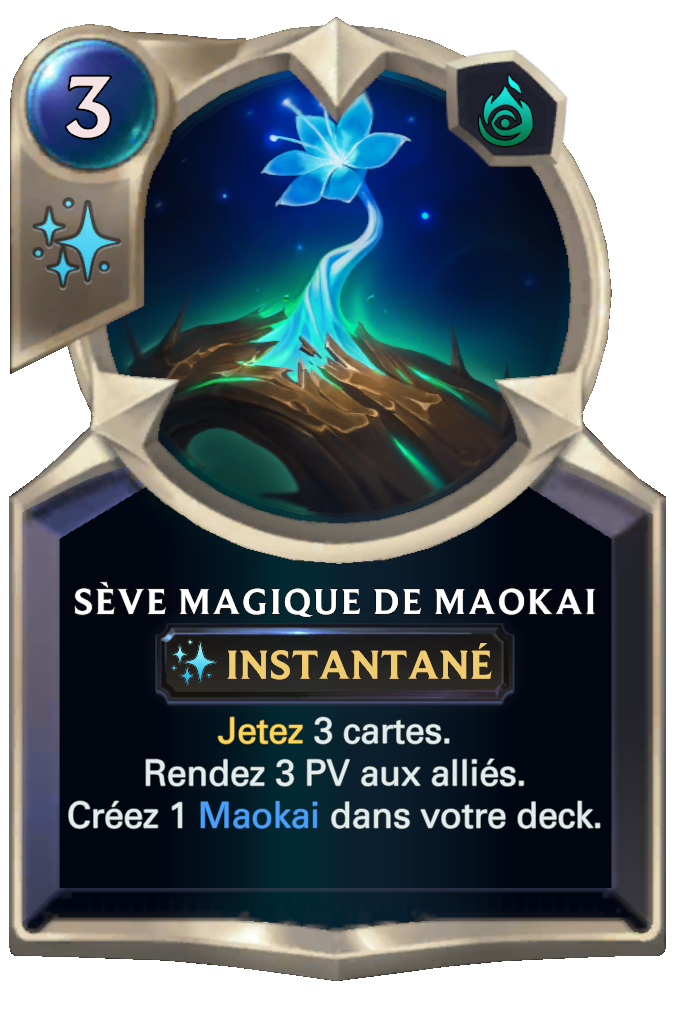 3
SÈVE MAGIQUE DE MAOKAI
INSTANTANÉ
Jetez 3 cartes.
Rendez 3 PV aux alliés.
Créez 1 Maokai dans votre deck.